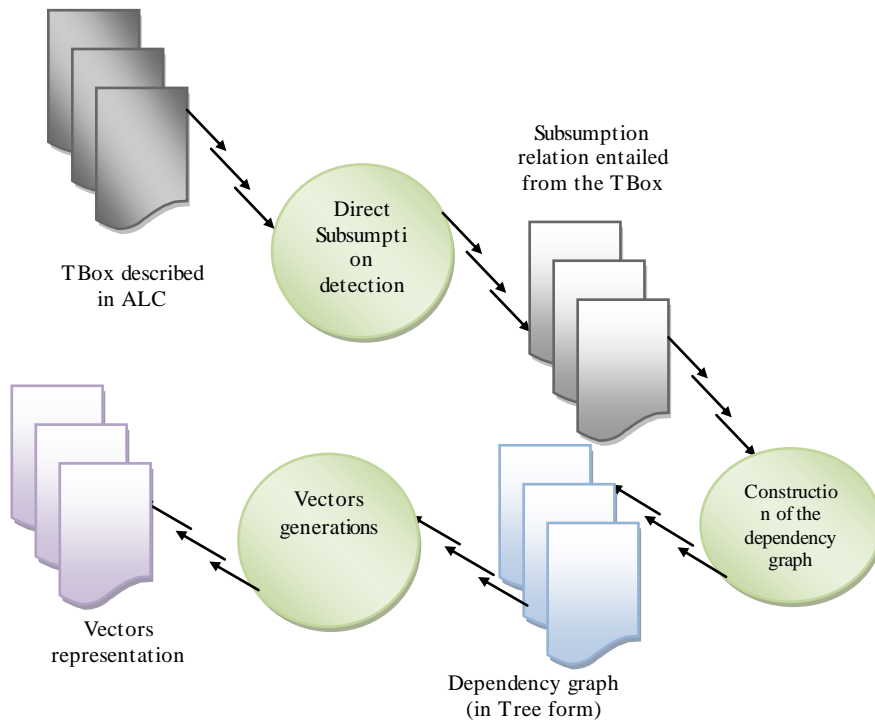 TBox described
in ALC
Direct
Subsumpti
on
detection
Subsumption
relation entailed
from the TBox
Constructio
n of the
dependency
graph
Dependency graph
(in Tree form)
Vectors
generations
Vectors
representation